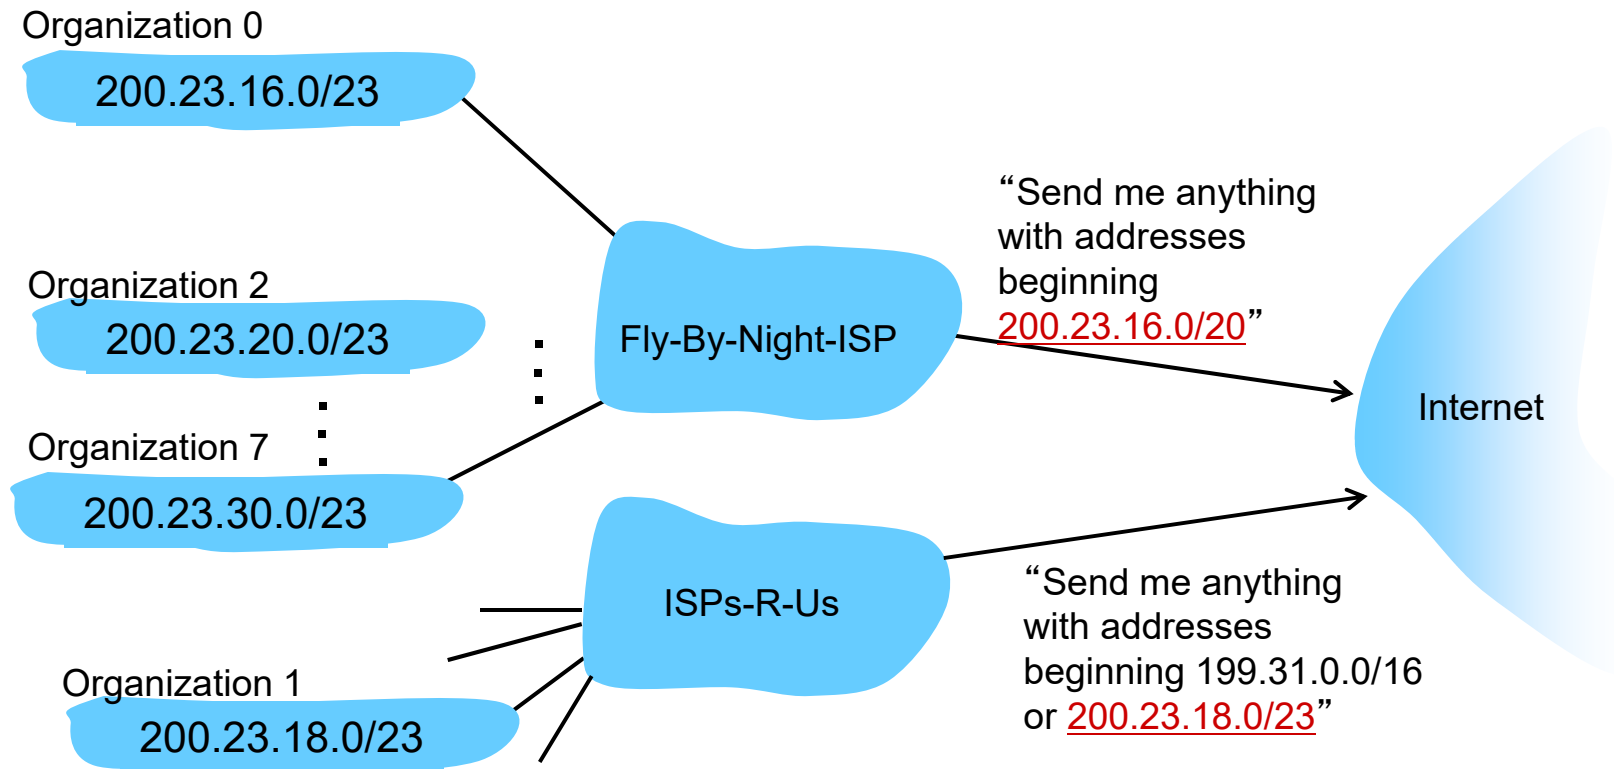 Organization 0
200.23.16.0/23
Organization 2
200.23.20.0/23
Organization 7
200.23.30.0/23
Organization 1
200.23.18.0/23
Fly-By-Night-ISP
ISPs-R-Us
“Send me anything
with addresses
beginning
200.23.16.0/20”
“Send me anything
with addresses
beginning 199.31.0.0/16
or 200.23.18.0/23”
Internet